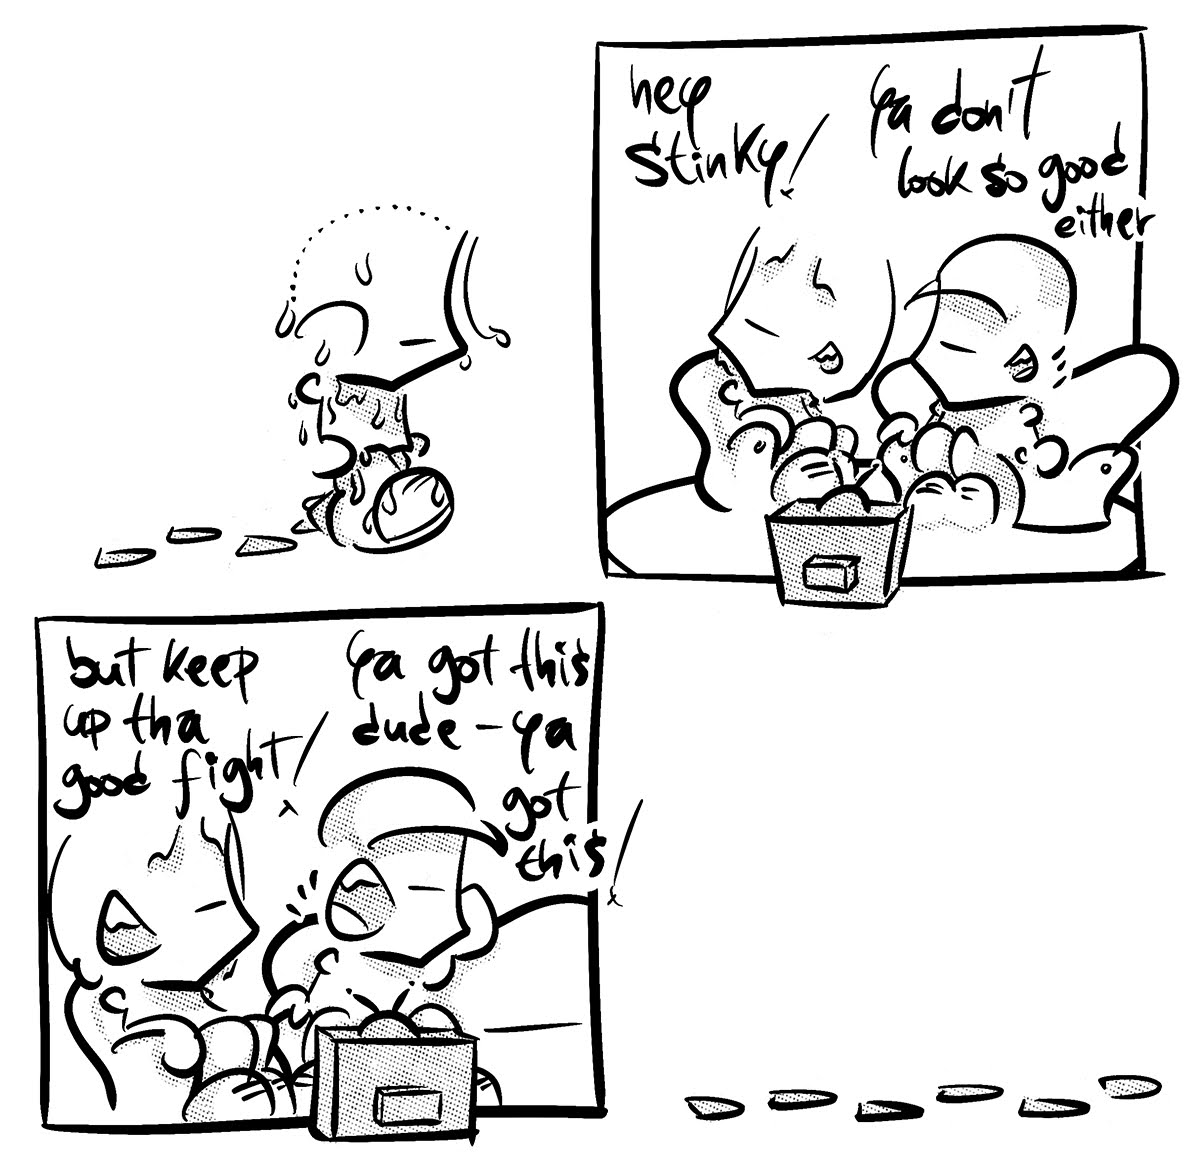 hey
stinky!
ya don't
look so good
either
but keep
up tha
good fight!
ya got this
dude - ya
got
this!